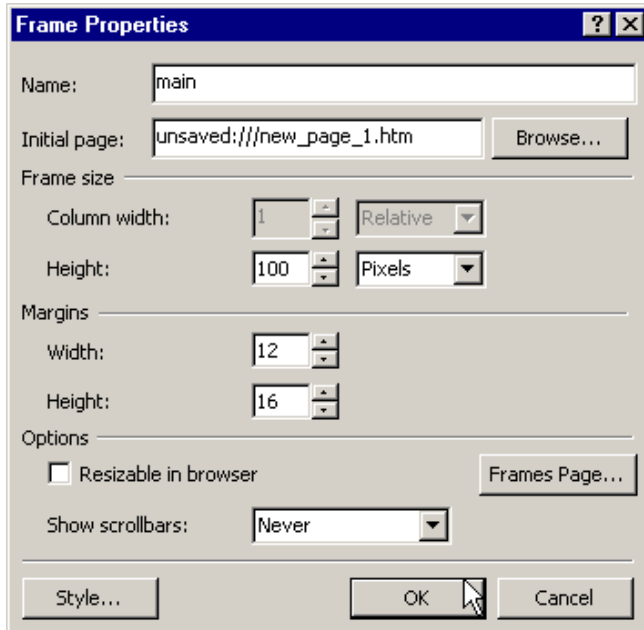 Frame Properties
Name: main
Initial page: unsaved:///new_page_1.htm Browse...
Frame size
Column width: 1 Relative
Height: 100 Pixels
Margins
Width: 12
Height: 16
Options
Resizable in browser Frames Page...
Show scrollbars: Never
Style... OK Cancel